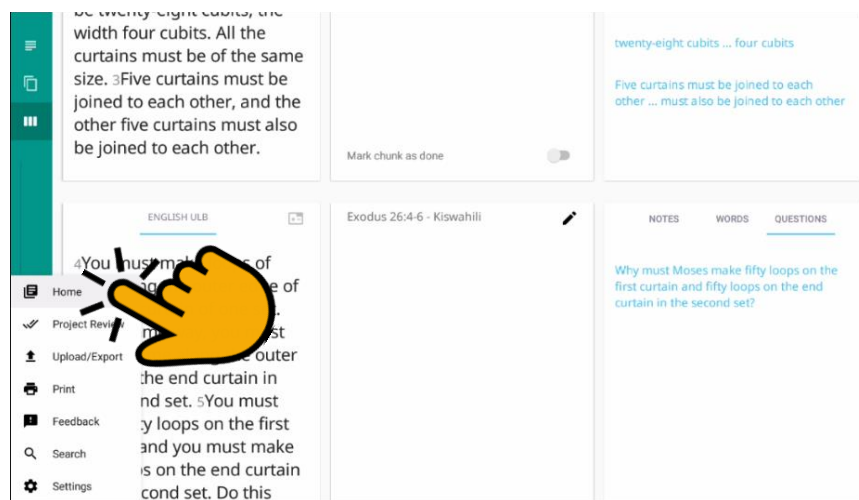 be twenty-eight cubits, the
width four cubits. All the
curtains must be of the same
size. 3Five curtains must be
joined to each other, and the
other five curtains must also
be joined to each other.
Mark chunk as done
twenty-eight cubits ... four cubits
Five curtains must be joined to each
other ... must also be joined to each other
ENGLISH ULB
4You must make of
e of
st
outer
the end curtain in
nd set. 5You must
y loops on the first
and you must make
s on the end curtain
cond set. Do this
Home
Project Review
Upload/Export
Print
Feedback
Search
Settings
Exodus 26:4-6 - Kiswahili
NOTES WORDS QUESTIONS
Why must Moses make fifty loops on the
first curtain and fifty loops on the end
curtain in the second set?